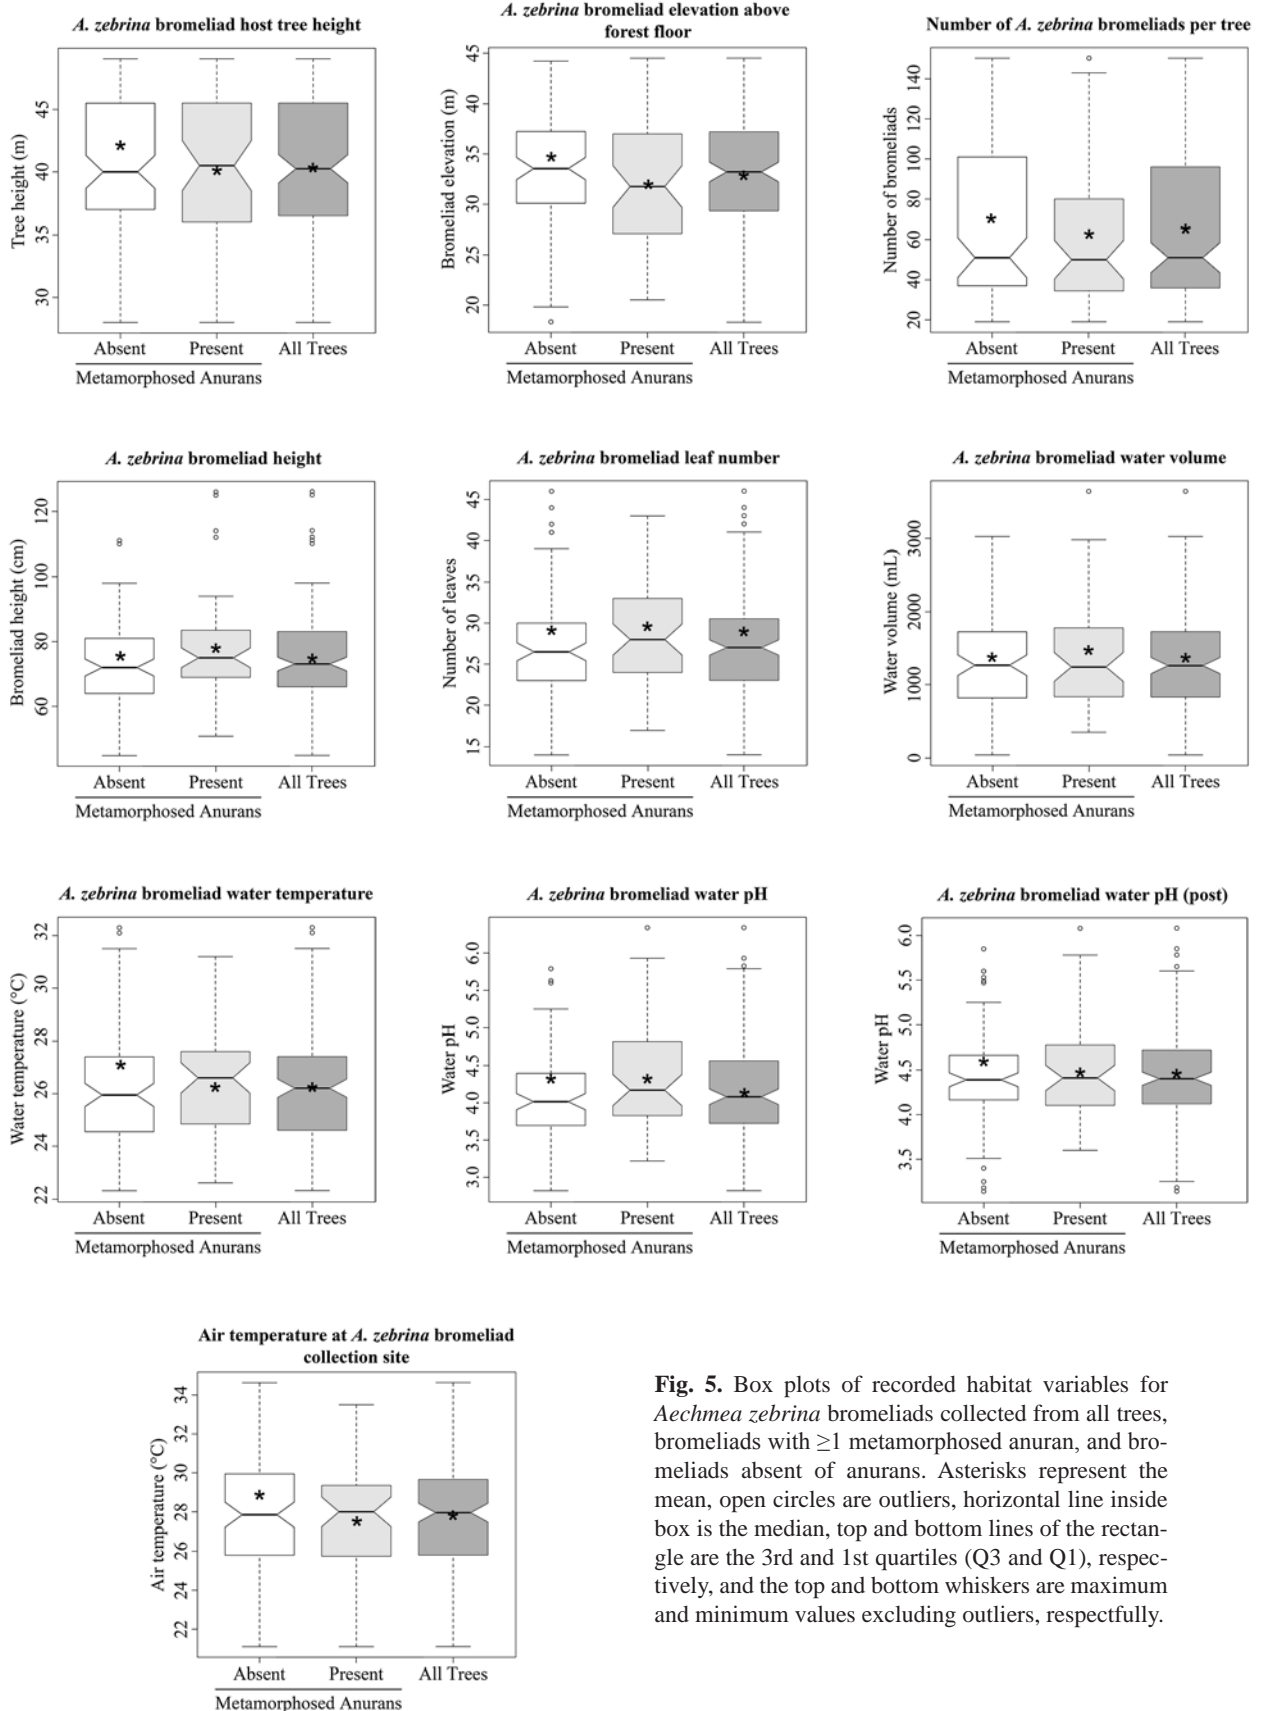 A. zebrina bromeliad host tree height
Tree height (m)
45
40
35
30
Absent Present All Trees
Metamorphosed Anurans
A. zebrina bromeliad elevation above
forest floor
Bromeliad elevation (m)
45
40
35
30
25
20
Absent Present All Trees
Metamorphosed Anurans
Number of A. zebrina bromeliads per tree
Number of bromeliads
140
120
100
80
60
40
20
Absent Present All Trees
Metamorphosed Anurans
A. zebrina bromeliad height
Bromeliad height (cm)
120
100
80
60
Absent Present All Trees
Metamorphosed Anurans
A. zebrina bromeliad leaf number
Number of leaves
45
40
35
30
25
20
15
Absent Present All Trees
Metamorphosed Anurans
A. zebrina bromeliad water volume
Water volume (mL)
3000
2000
1000
0
Absent Present All Trees
Metamorphosed Anurans
A. zebrina bromeliad water temperature
Water temperature (°C)
32
30
28
26
24
22
Absent Present All Trees
Metamorphosed Anurans
A. zebrina bromeliad water pH
Water pH
6.0
5.5
5.0
4.5
4.0
3.5
3.0
Absent Present All Trees
Metamorphosed Anurans
A. zebrina bromeliad water pH (post)
Water pH
6.0
5.5
5.0
4.5
4.0
3.5
Absent Present All Trees
Metamorphosed Anurans
Air temperature at A. zebrina bromeliad
collection site
Air temperature (°C)
34
32
30
28
26
24
22
Absent Present All Trees
Metamorphosed Anurans
Fig. 5. Box plots of recorded habitat variables for
Aechmea zebrina bromeliads collected from all trees,
bromeliads with ≥1 metamorphosed anuran, and bro-
meliads absent of anurans. Asterisks represent the
mean, open circles are outliers, horizontal line inside
box is the median, top and bottom lines of the rectan-
gle are the 3rd and 1st quartiles (Q3 and Q1), respec-
tively, and the top and bottom whiskers are maximum
and minimum values excluding outliers, respectfully.